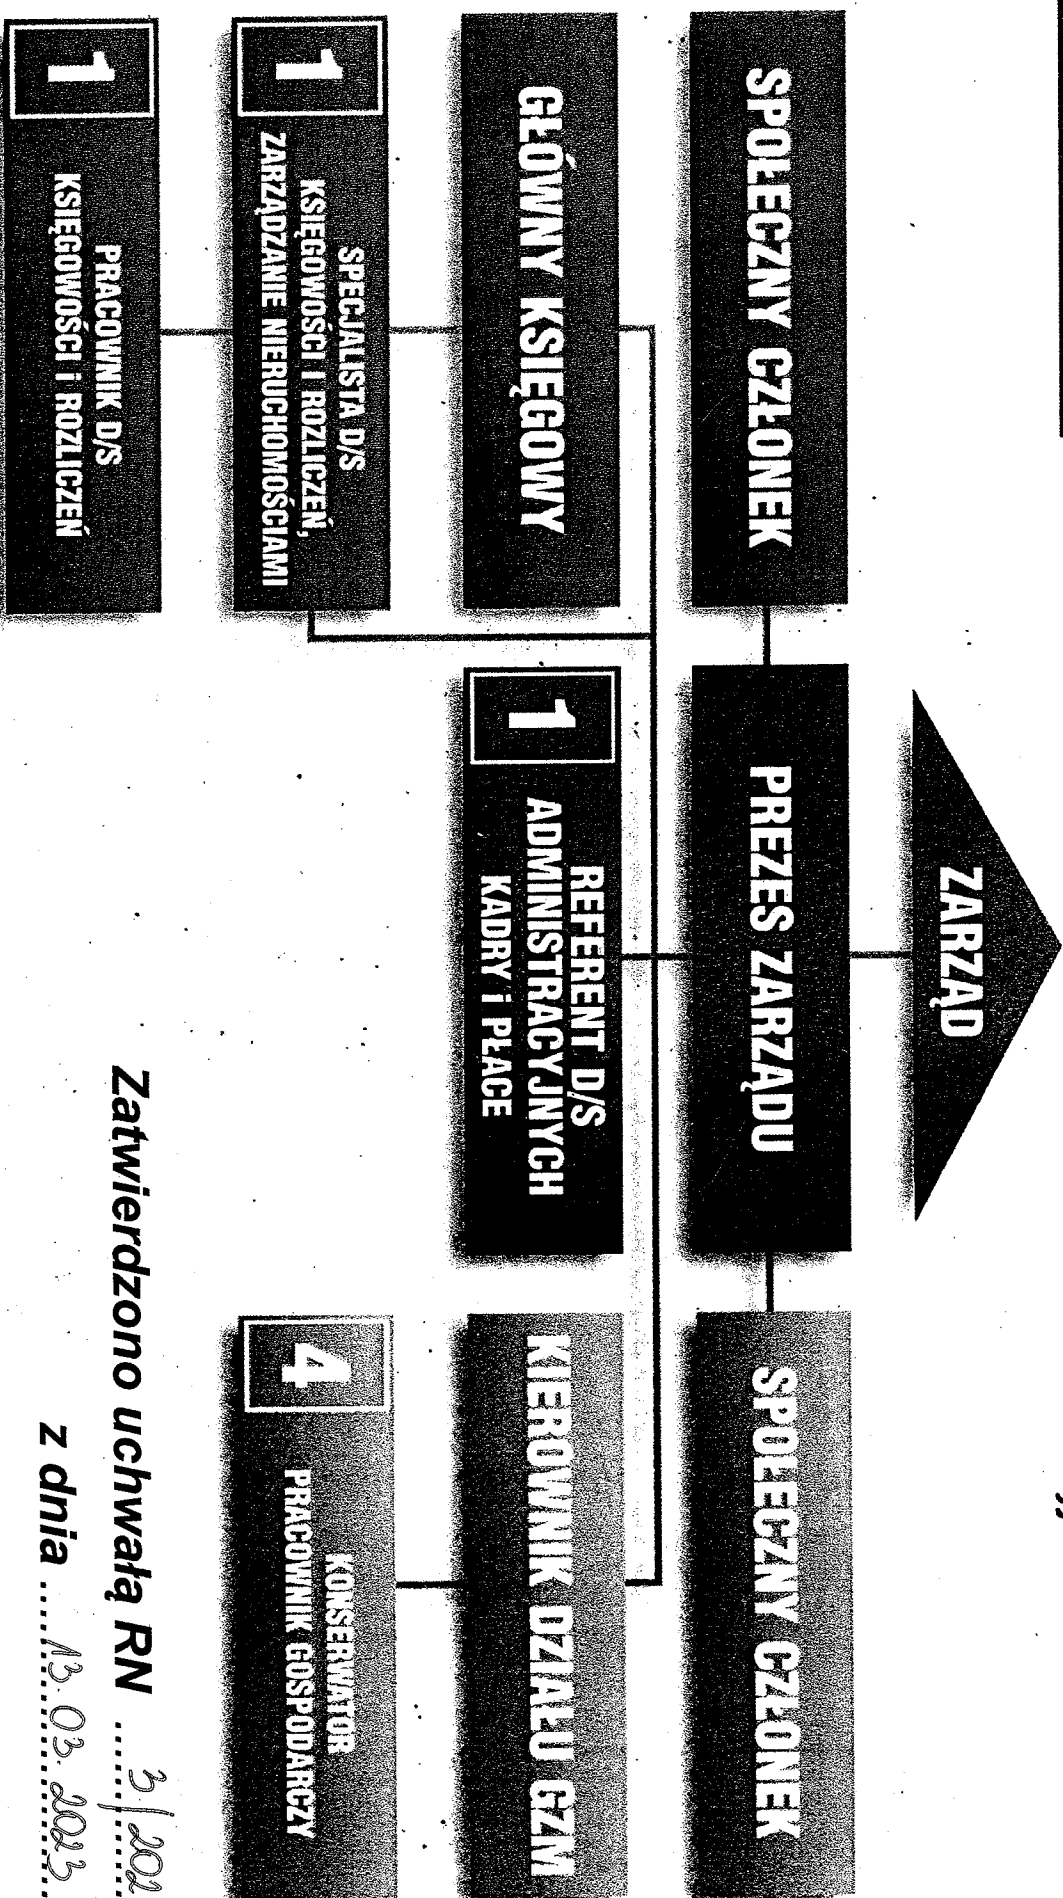 ZARZĄD
SPOŁECZNY CZŁONEK
PREZES ZARZĄDU
SPOŁECZNY CZŁONEK
GŁÓWNY KSIĘGOWY
1
REFERENT D/S
ADMINISTRACYJNYCH
KADRY i PŁACE
KIEROWNIK DZIAŁU GZM
1
SPECJALISTA D/S
KSIĘGOWOŚCI I ROZLICZEŃ,
ZARZĄDZANIE NIERUCHOMOŚCIAMI
4
KONSERWATOR
PRACOWNIK GOSPODARCZY
1
PRACOWNIK D/S
KSIĘGOWOŚCI i ROZLICZEŃ
Zatwierdzono uchwałą RN ...... 3/202
z dnia ..... 13.03.2023